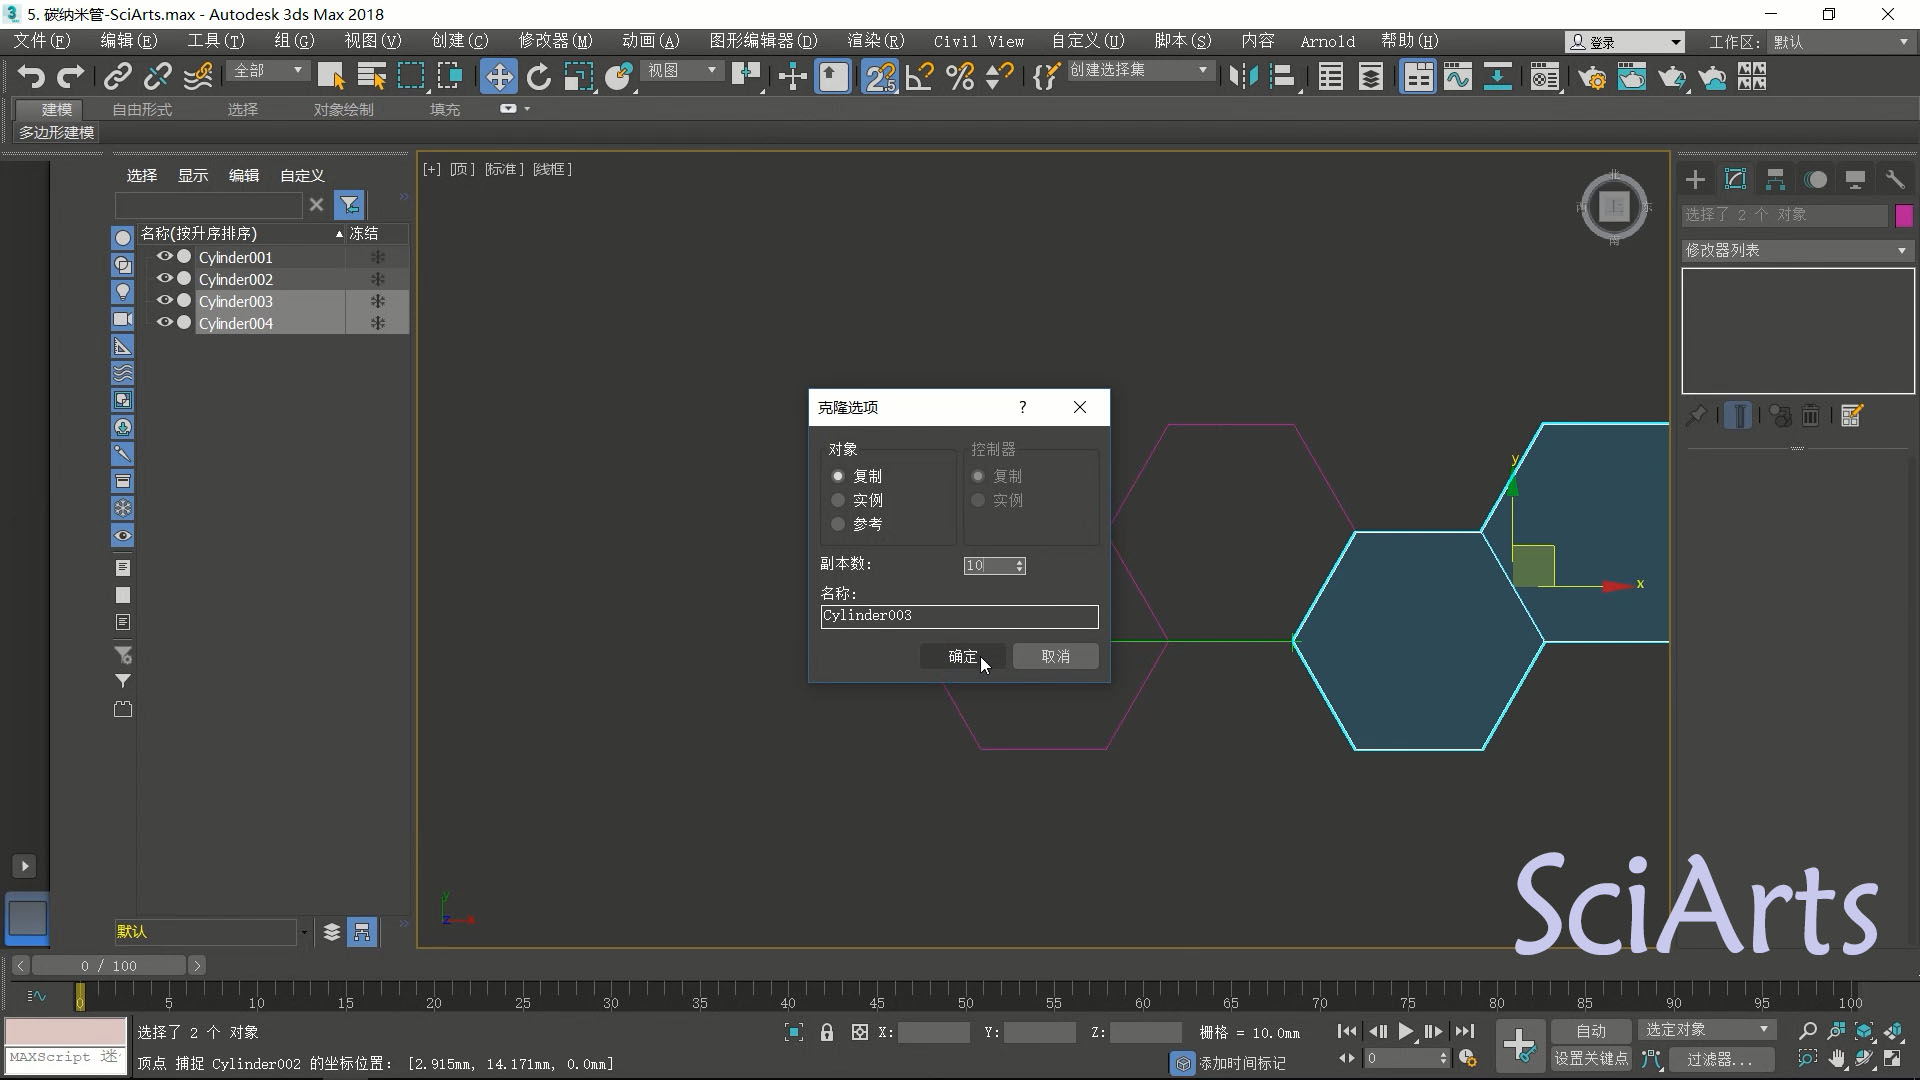 5. 碳纳米管-SciArts.max - Autodesk 3ds Max 2018
文件(F) 编辑(E) 工具(T) 组(G) 视图(V) 创建(C) 修改器(M) 动画(A) 图形编辑器(D) 渲染(R) Civil View 自定义(U) 脚本(S) 内容 Arnold 帮助(H) 登录 工作区: 默认
全部 视图 创建选择集
建模 自由形式 选择 对象绘制 填充
多边形建模
选择 显示 编辑 自定义
[+] [顶] [标准] [线框]
名称(按升序排序) 冻结
Cylinder001
Cylinder002
Cylinder003
Cylinder004
北
西 上 东
南
选择了 2 个 对象
修改器列表
克隆选项 ?
对象 控制器
复制 复制
实例 实例
参考
副本数: 10
名称:
Cylinder003
确定 取消
y
x
y
z x
SciArts
默认
0 / 100
0 5 10 15 20 25 30 35 40 45 50 55 60 65 70 75 80 85 90 95 100
选择了 2 个 对象 X: Y: Z: 栅格 = 10.0mm 自动 选定对象
MAXScript 迷 顶点 捕捉 Cylinder002 的坐标位置: [2.915mm, 14.171mm, 0.0mm] 添加时间标记 0 设置关键点 过滤器...